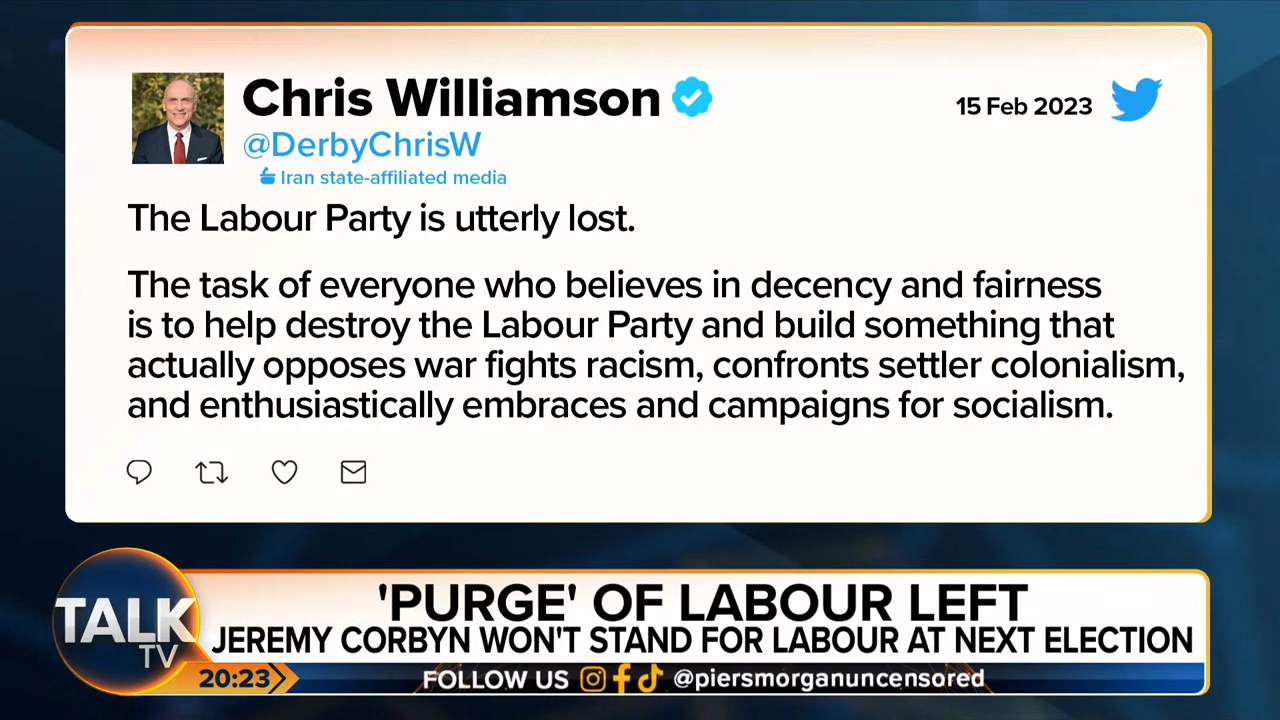 Chris Williamson
15 Feb 2023
@DerbyChrisW
Iran state-affiliated media
The Labour Party is utterly lost.
The task of everyone who believes in decency and fairness
is to help destroy the Labour Party and build something that
actually opposes war fights racism, confronts settler colonialism,
and enthusiastically embraces and campaigns for socialism.
TALK
TV
'PURGE' OF LABOUR LEFT
JEREMY CORBYN WON'T STAND FOR LABOUR AT NEXT ELECTION
20:23
FOLLOW US @piersmorganuncensored